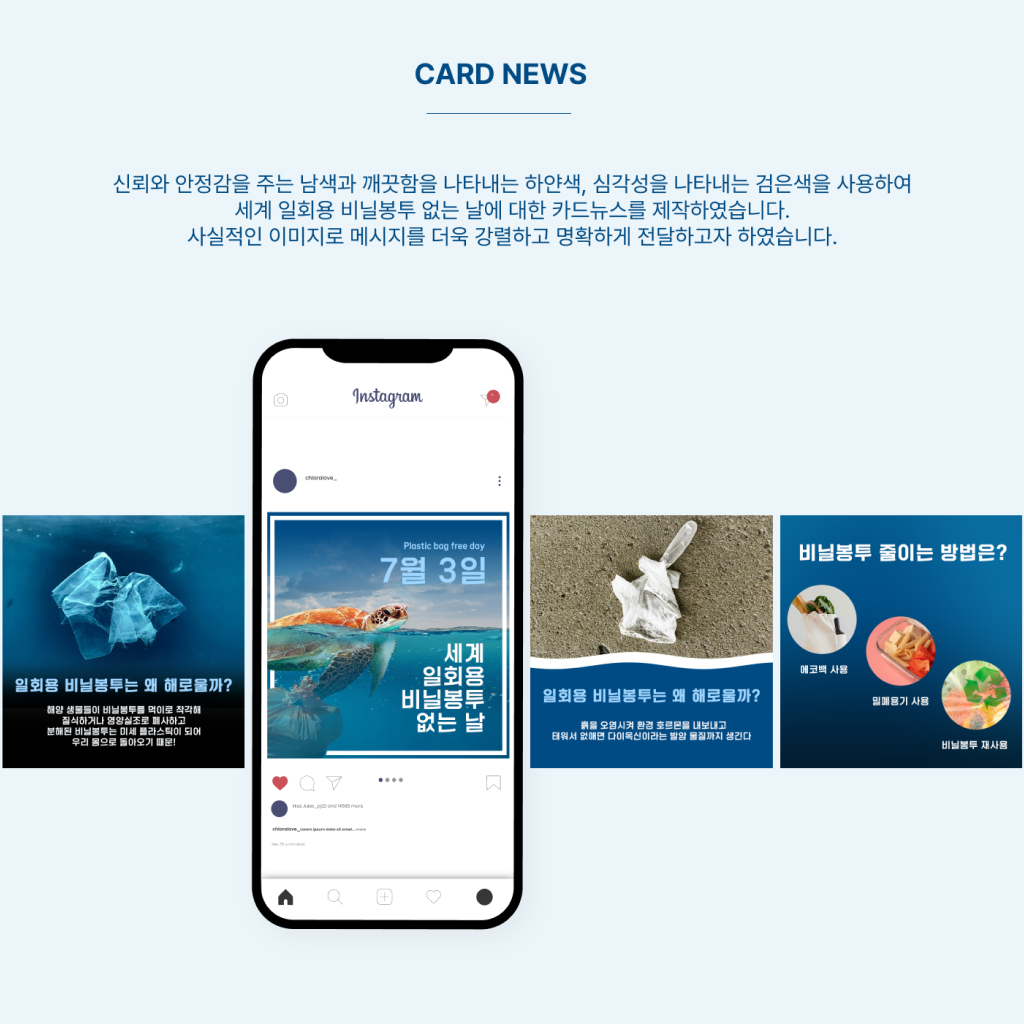 CARD NEWS
신뢰와 안정감을 주는 남색과 깨끗함을 나타내는 하얀색, 심각성을 나타내는 검은색을 사용하여
세계 일회용 비닐봉투 없는 날에 대한 카드뉴스를 제작하였습니다.
사실적인 이미지로 메시지를 더욱 강렬하고 명확하게 전달하고자 하였습니다.
Instagram
chiaralove_
일회용 비닐봉투는 왜 해로울까?
해양 생물들이 비닐봉투를 먹이로 착각해
질식하거나 영양실조로 폐사하고
분해된 비닐봉투는 미세 플라스틱이 되어
우리 몸으로 돌아오기 때문!
Plastic bag free day
7월 3일
세계
일회용
비닐봉투
없는 날
and 14585 more
chiaralove_ Lorem ipsum dolor sit amet... more
일회용 비닐봉투는 왜 해로울까?
흙을 오염시켜 환경 호르몬을 내보내고
태워서 없애면 다이옥신이라는 발암 물질까지 생긴다
비닐봉투 줄이는 방법은?
에코백 사용
밀폐용기 사용
비닐봉투 재사용